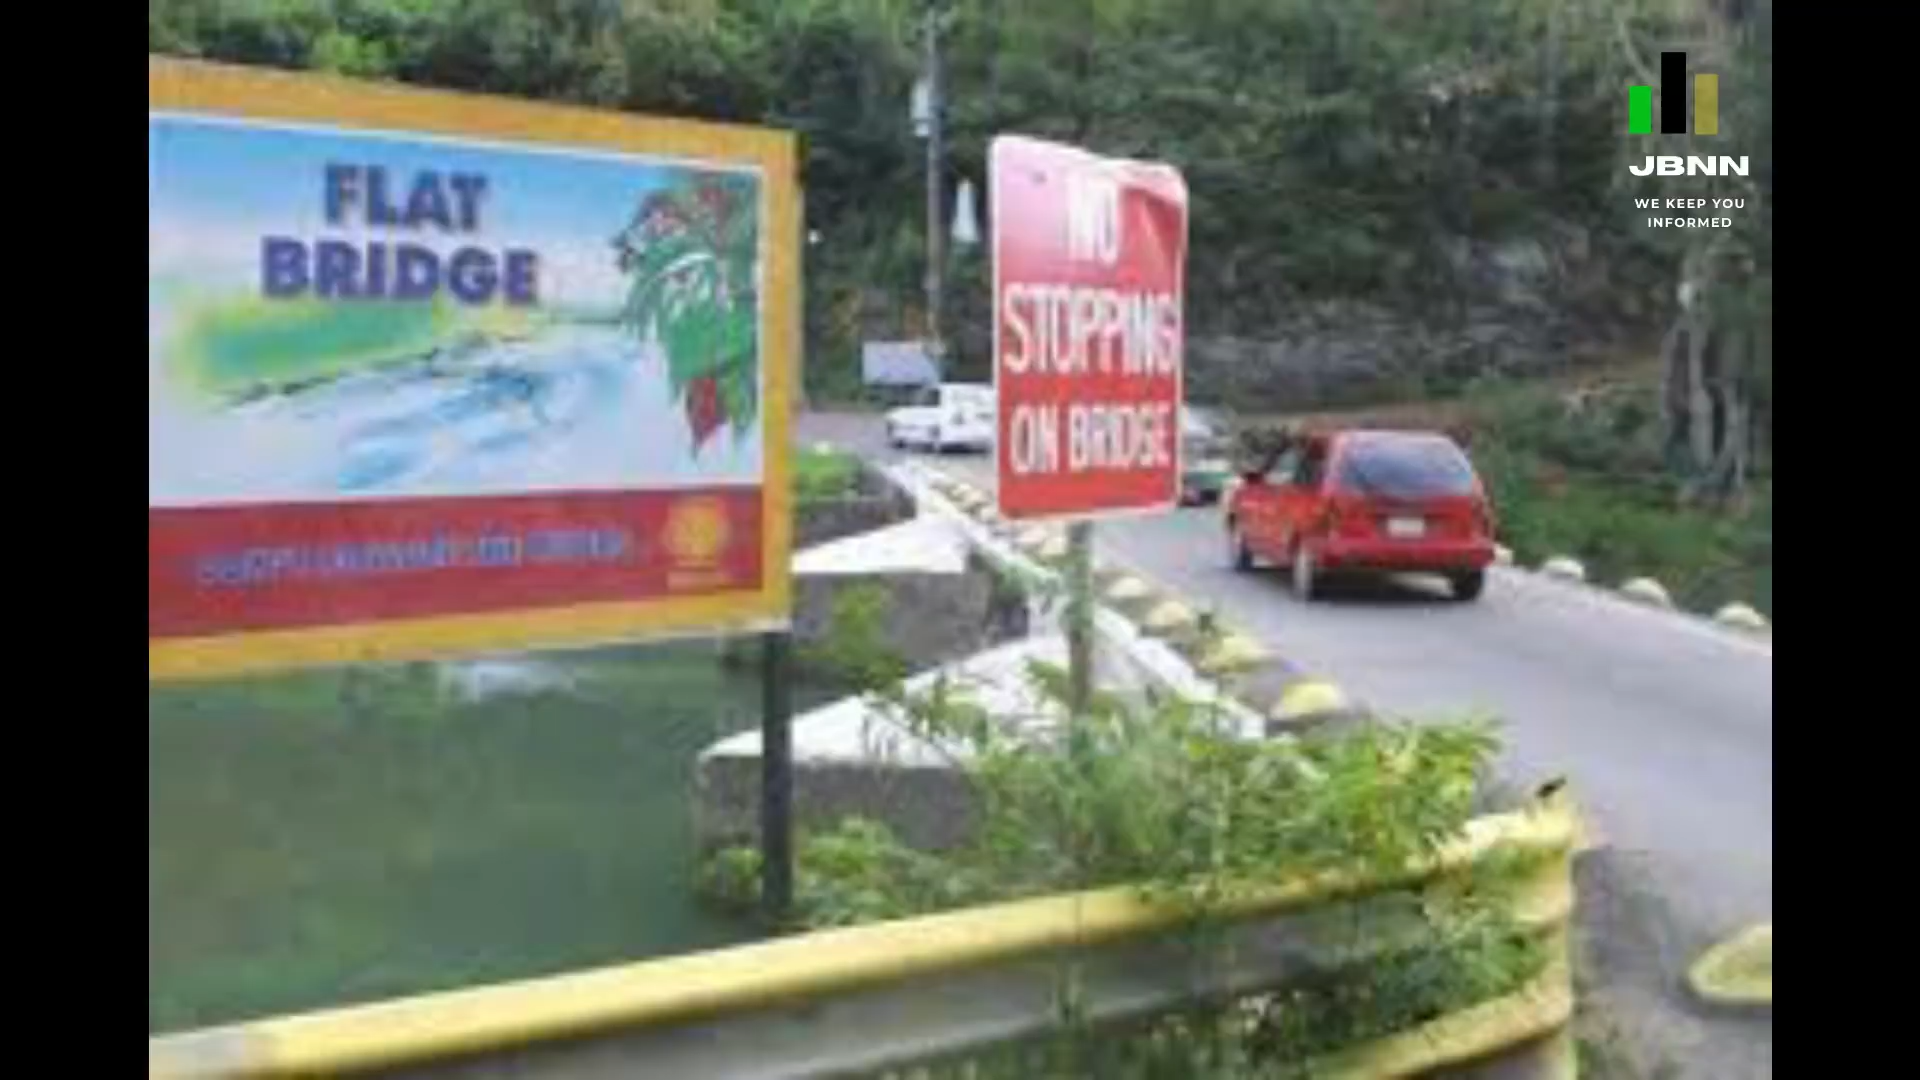 FLAT
BRIDGE
NO
STOPPING
ON BRIDGE
JBNN
WE KEEP YOU
INFORMED